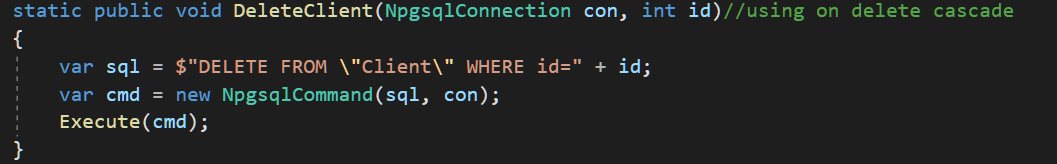 static public void DeleteClient(NpgsqlConnection con, int id)//using on delete cascade
{
var sql = $"DELETE FROM \"Client\" WHERE id=" + id;
var cmd = new NpgsqlCommand(sql, con);
Execute(cmd);
}